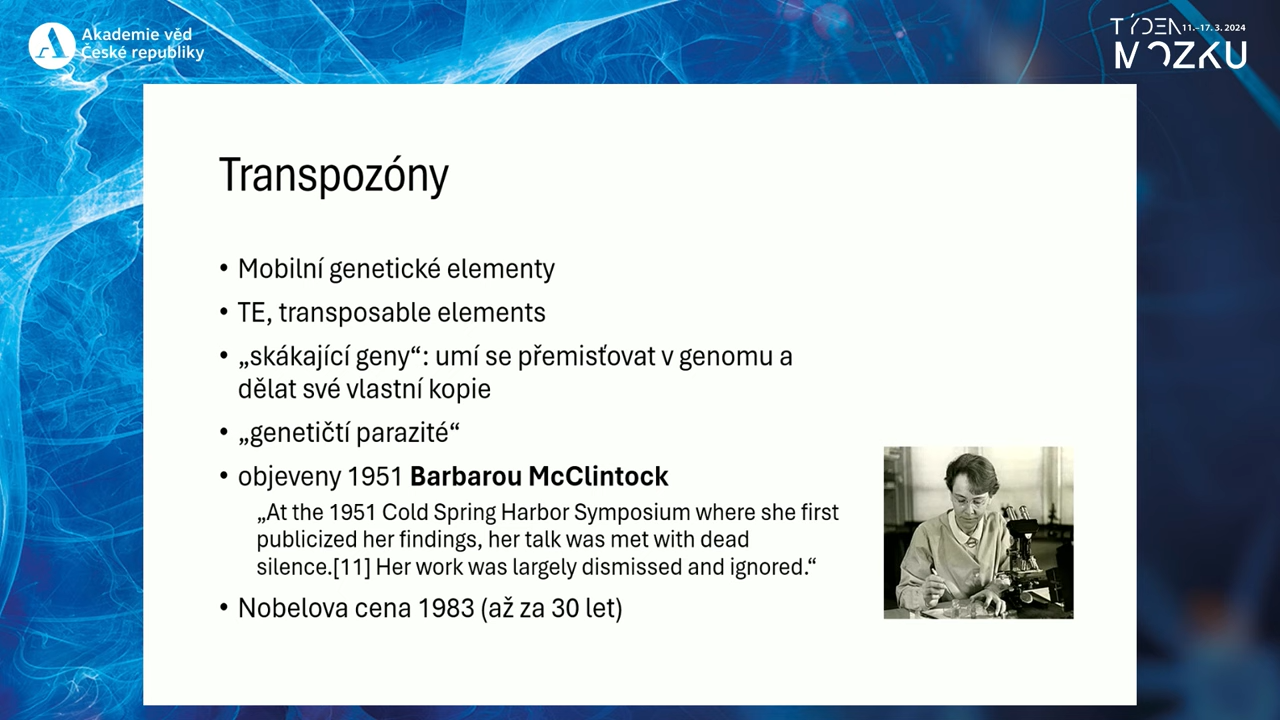 Akademie věd
České republiky
TÝDEN 11.–17. 3. 2024
MOZKU
Transpozóny
• Mobilní genetické elementy
• TE, transposable elements
• „skákající geny“: umí se přemisťovat v genomu a
dělat své vlastní kopie
• „genetičtí parazité“
• objeveny 1951 Barbarou McClintock
„At the 1951 Cold Spring Harbor Symposium where she first
publicized her findings, her talk was met with dead
silence.[11] Her work was largely dismissed and ignored.“
• Nobelova cena 1983 (až za 30 let)